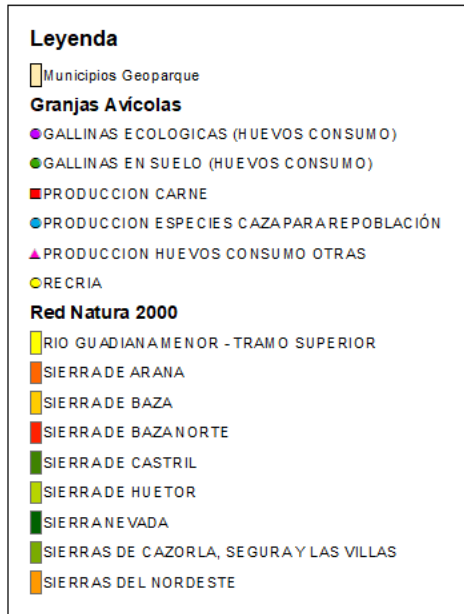 Leyenda
Municipios Geoparque
Granjas Avícolas
GALLINAS ECOLOGICAS (HUEVOS CONSUMO)
GALLINAS EN SUELO (HUEVOS CONSUMO)
PRODUCCION CARNE
PRODUCCION ESPECIES CAZA PARA REPOBLACIÓN
PRODUCCION HUEVOS CONSUMO OTRAS
RECRIA
Red Natura 2000
RIO GUADIANA MENOR - TRAMO SUPERIOR
SIERRA DE ARANA
SIERRA DE BAZA
SIERRA DE BAZA NORTE
SIERRA DE CASTRIL
SIERRA DE HUETOR
SIERRA NEVADA
SIERRAS DE CAZORLA, SEGURA Y LAS VILLAS
SIERRAS DEL NORDESTE